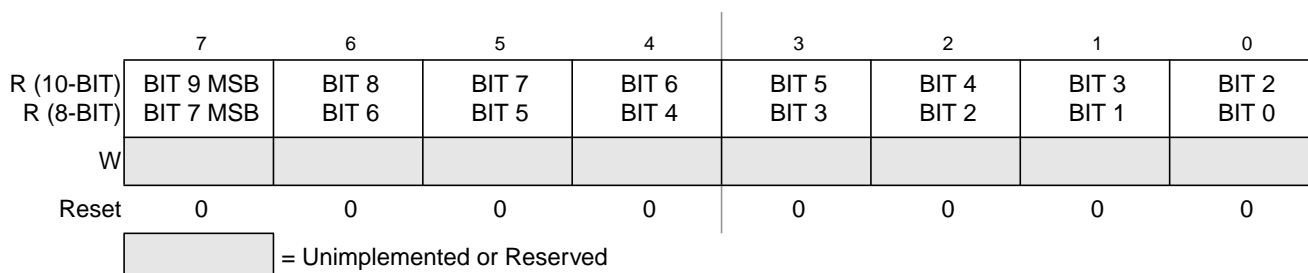 7 6 5 4 3 2 1 0
R (10-BIT) BIT 9 MSB BIT 8 BIT 7 BIT 6 BIT 5 BIT 4 BIT 3 BIT 2
R (8-BIT) BIT 7 MSB BIT 6 BIT 5 BIT 4 BIT 3 BIT 2 BIT 1 BIT 0
W
Reset 0 0 0 0 0 0 0 0
= Unimplemented or Reserved